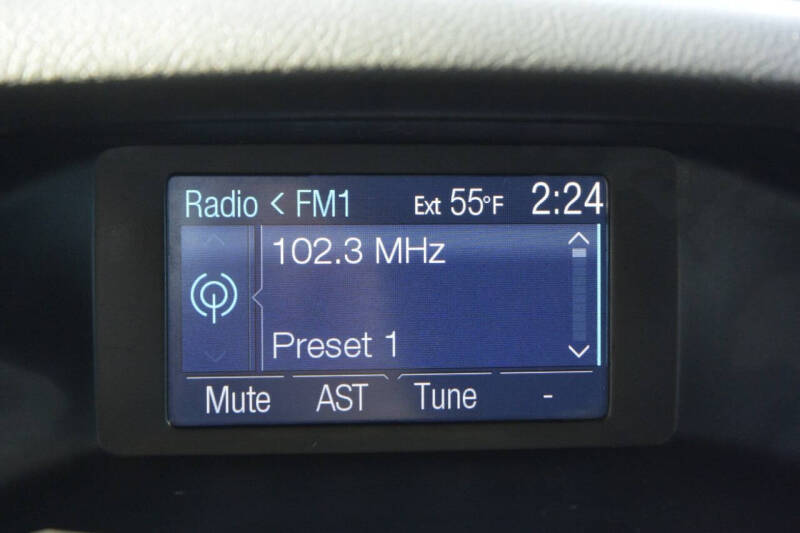 Radio < FM1 Ext 55°F 2:24
102.3 MHz
Preset 1
Mute AST Tune -